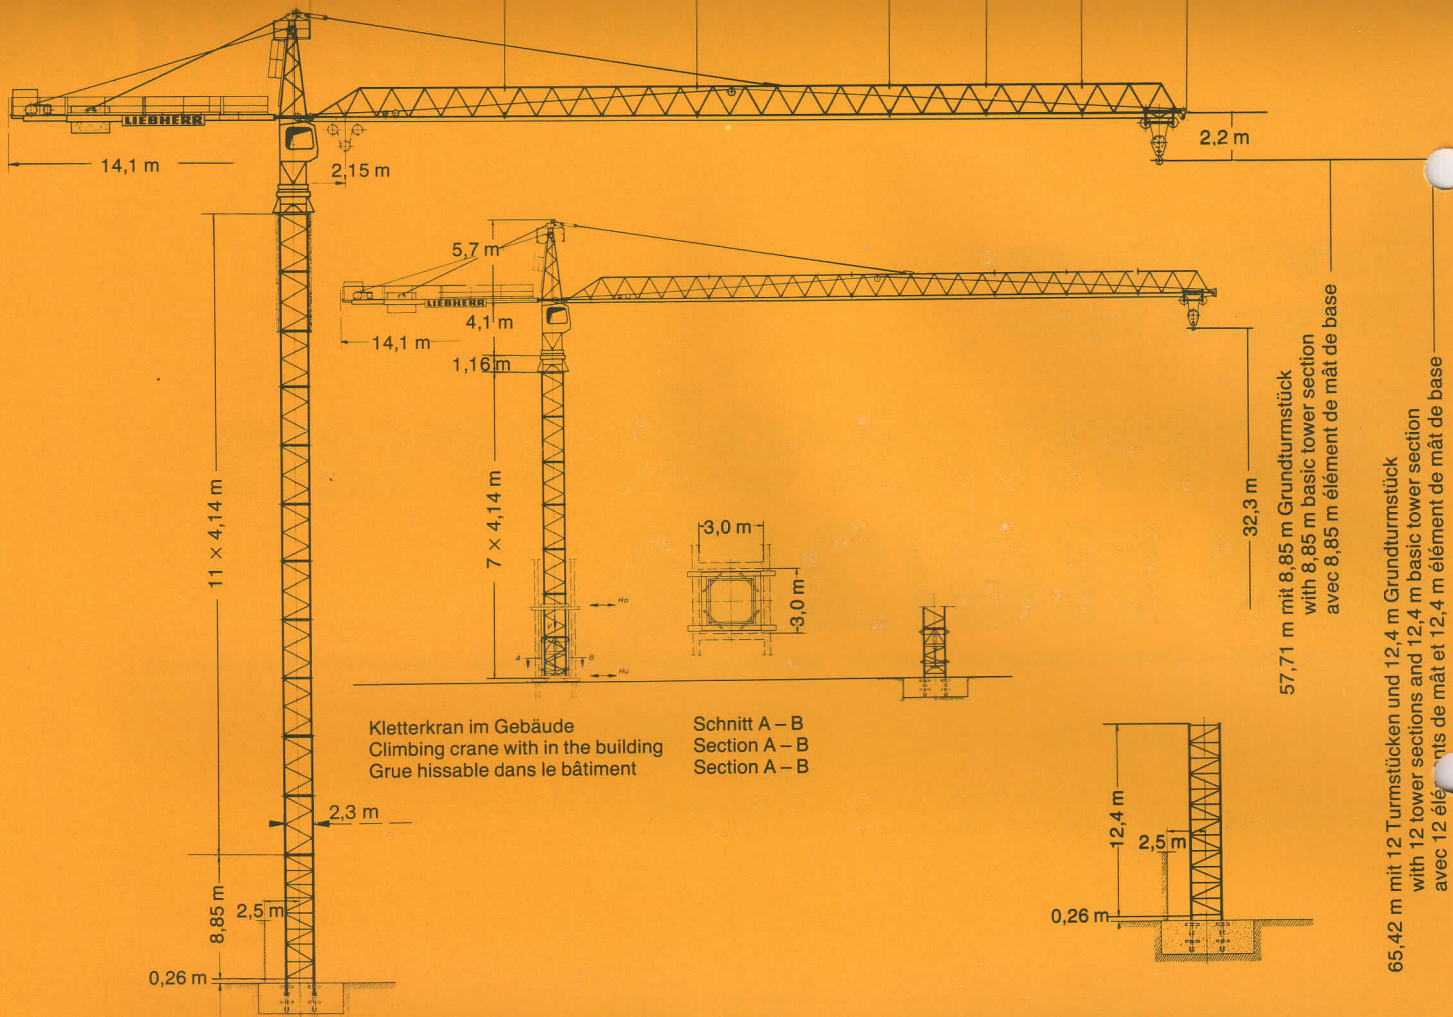 LIEBHERR
14,1 m
2,15 m
2,2 m
5,7 m
LIEBHERR
4,1 m
14,1 m
1,16 m
11 × 4,14 m
7 × 4,14 m
3,0 m
3,0 m
Ho
A
B
Hu
32,3 m
57,71 m mit 8,85 m Grundturmstück
with 8,85 m basic tower section
avec 8,85 m élément de mât de base
65,42 m mit 12 Turmstücken und 12,4 m Grundturmstück
with 12 tower sections and 12,4 m basic tower section
avec 12 élé nts de mât et 12,4 m élément de mât de base
Kletterkran im Gebäude
Climbing crane with in the building
Grue hissable dans le bâtiment
Schnitt A – B
Section A – B
Section A – B
2,3 m
8,85 m
2,5 m
0,26 m
12,4 m
2,5 m
0,26 m